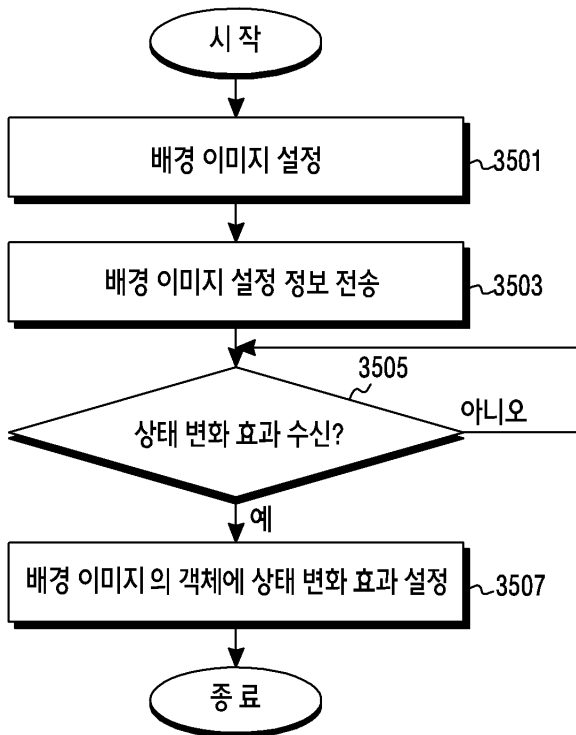 시작
배경 이미지 설정
3501
배경 이미지 설정 정보 전송
3503
3505
상태 변화 효과 수신?
아니오
예
배경 이미지의 객체에 상태 변화 효과 설정
3507
종료